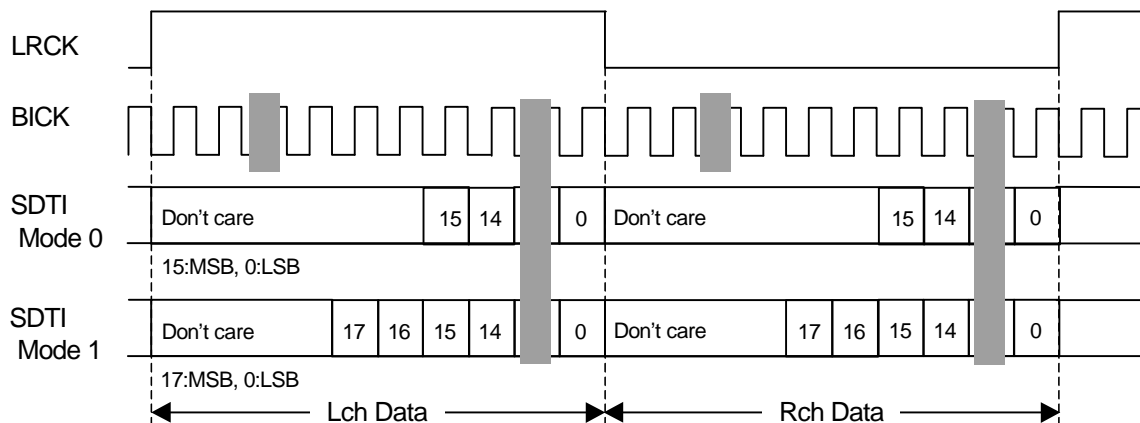 LRCK
BICK
SDTI
Mode 0
Don't care 15 14 0 Don't care 15 14 0
15:MSB, 0:LSB
SDTI
Mode 1
Don't care 17 16 15 14 0 Don't care 17 16 15 14 0
17:MSB, 0:LSB
Lch Data Rch Data